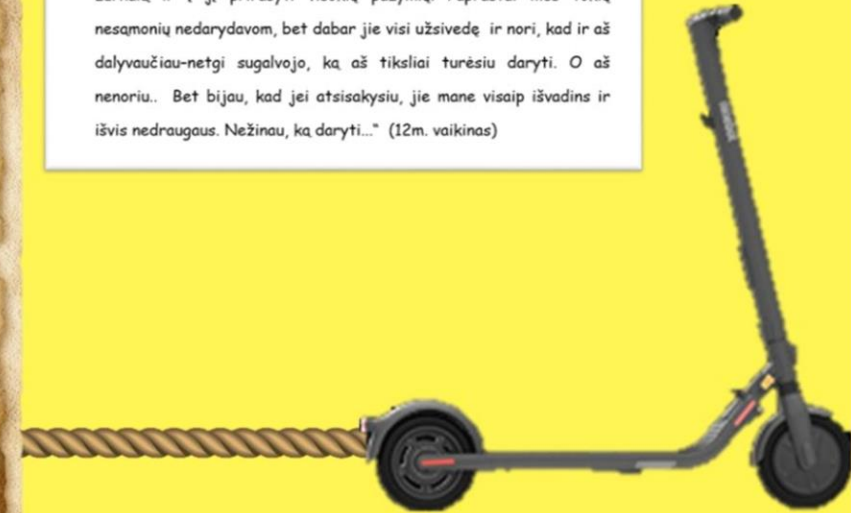 nesąmonių nedarydavom, bet dabar jie visi užsivedę ir nori, kad ir aš
dalyvaučiau-netgi sugalvojo, ką aš tiksliai turėsiu daryti. O aš
nenoriu.. Bet bijau, kad jei atsisakysiu, jie mane visaip išvadins ir
išvis nedraugaus. Nežinau, ką daryti..." (12m. vaikinas)